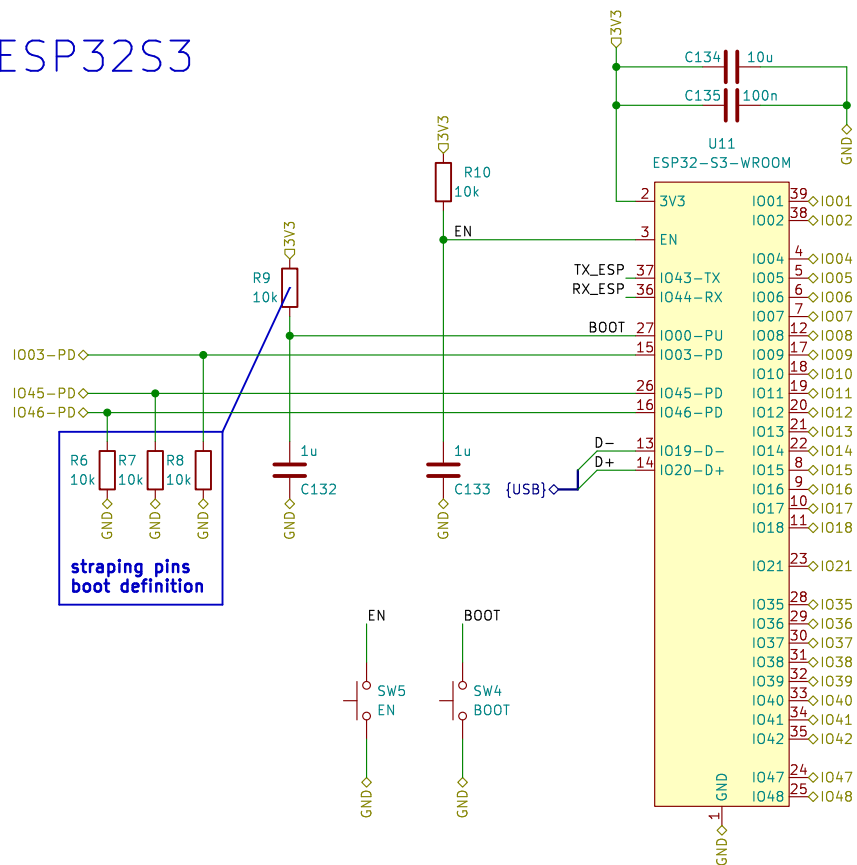 ESP32S3
3V3
C134 10u
C135 100n
GND
U11
ESP32-S3-WROOM
3V3
R10
10k
EN
3V3
R9
10k
TX_ESP
RX_ESP
BOOT
IO03-PD
IO45-PD
IO46-PD
R6
10k
R7
10k
R8
10k
GND
GND
GND
straping pins
boot definition
1u
C132
GND
1u
C133
GND
D-
D+
{USB}
2 3V3
3 EN
37 IO43-TX
36 IO44-RX
27 IO00-PU
15 IO03-PD
26 IO45-PD
16 IO46-PD
13 IO19-D-
14 IO20-D+
IO01 39 IO01
IO02 38 IO02
IO04 4 IO04
IO05 5 IO05
IO06 6 IO06
IO07 7 IO07
IO08 12 IO08
IO09 17 IO09
IO10 18 IO10
IO11 19 IO11
IO12 20 IO12
IO13 21 IO13
IO14 22 IO14
IO15 8 IO15
IO16 9 IO16
IO17 10 IO17
IO18 11 IO18
IO21 23 IO21
IO35 28 IO35
IO36 29 IO36
IO37 30 IO37
IO38 31 IO38
IO39 32 IO39
IO40 33 IO40
IO41 34 IO41
IO42 35 IO42
IO47 24 IO47
IO48 25 IO48
GND
1
GND
EN
SW5
EN
GND
BOOT
SW4
BOOT
GND